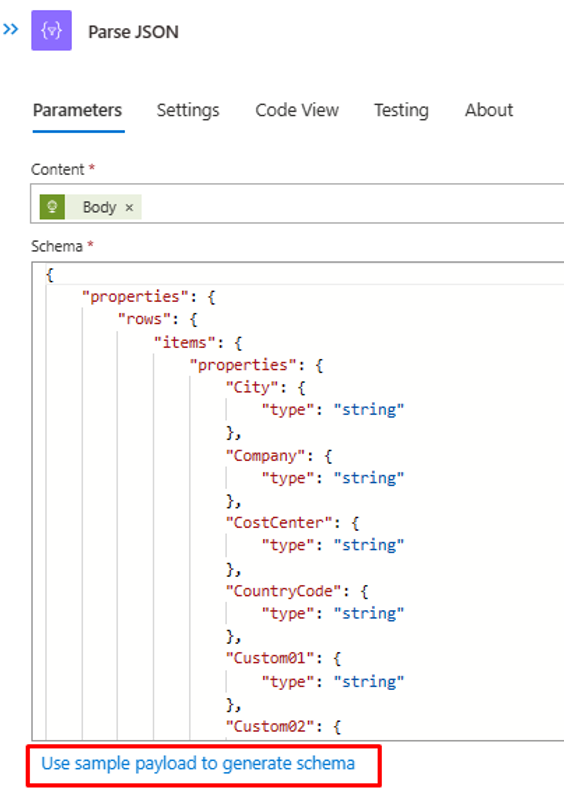 Parse JSON
Parameters Settings Code View Testing About
Content *
Body ×
Schema *
{
"properties": {
"rows": {
"items": {
"properties": {
"City": {
"type": "string"
},
"Company": {
"type": "string"
},
"CostCenter": {
"type": "string"
},
"CountryCode": {
"type": "string"
},
"Custom01": {
"type": "string"
},
"Custom02": {
Use sample payload to generate schema